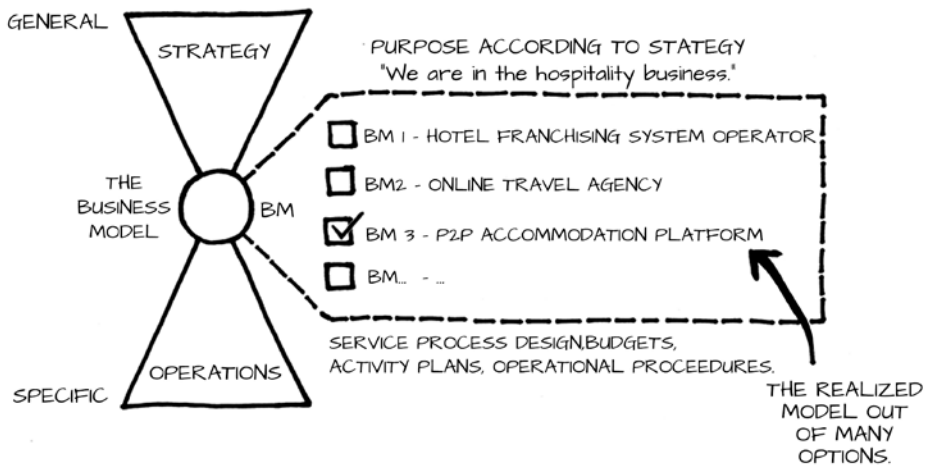 GENERAL
STRATEGY
PURPOSE ACCORDING TO STATEGY
"We are in the hospitality business."
BM 1 - HOTEL FRANCHISING SYSTEM OPERATOR
BM2 - ONLINE TRAVEL AGENCY
THE
BUSINESS
MODEL
BM
BM 3 - P2P ACCOMMODATION PLATFORM
BM... - ...
SERVICE PROCESS DESIGN,BUDGETS,
ACTIVITY PLANS, OPERATIONAL PROCEEDURES.
OPERATIONS
SPECIFIC
THE REALIZED
MODEL OUT
OF MANY
OPTIONS.